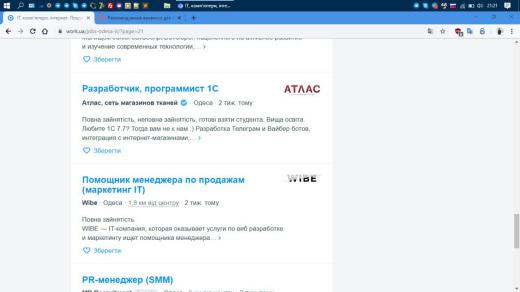 IT, комп'ютери, інтернет: Пошу
work.ua/jobs-odesa-it/?page=21
21:21
и изучение современных технологии,...
Зберегти
Разработчик, программист 1С
АТЛАС
Атлас, сеть магазинов тканей · Одеса · 2 тиж. тому
Повна зайнятість, неповна зайнятість, готові взяти студента. Вища освіта.
Любите 1С 7.7? Тогда вам не к нам :) Разработка Телеграм и Вайбер ботов,
интеграция с интернет-магазинами,...
Зберегти
Помощник менеджера по продажам
(маркетинг IT)
WIBE
Wibe · Одеса · 1,8 км від центру · 2 тиж. тому
Повна зайнятість.
WIBE — IT-компания, которая оказывает услуги по веб разработке
и маркетингу ищет помощника менеджера...
Зберегти
PR-менеджер (SMM)